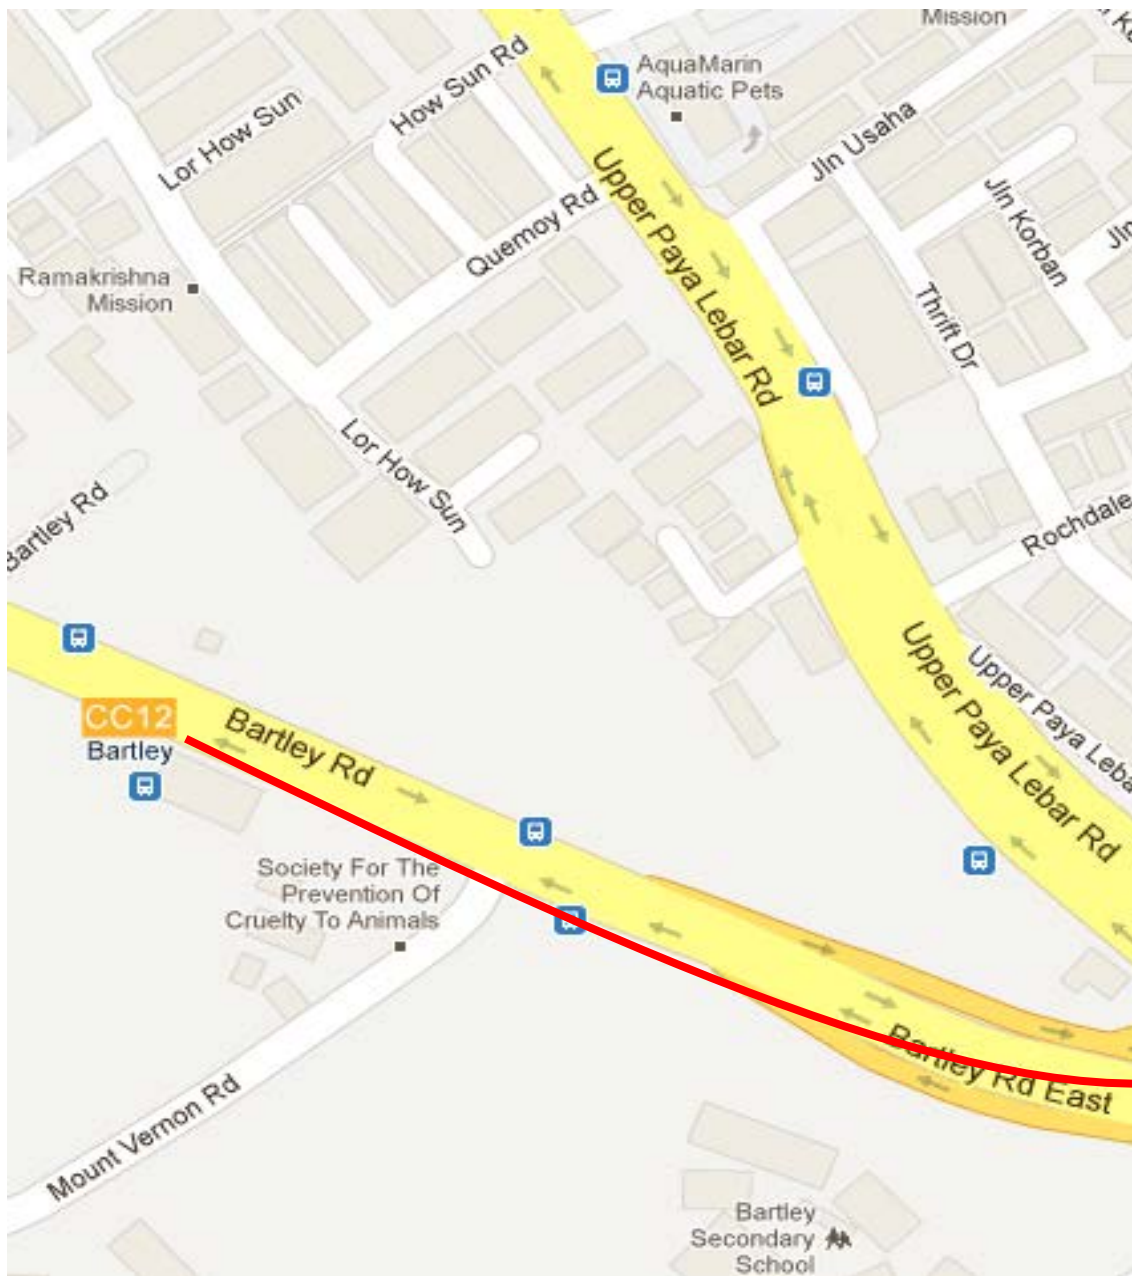 Mission
AquaMarin
Aquatic Pets
How Sun Rd
Lor How Sun
Jln Usaha
Upper Paya Lebar Rd
Jln Korban
Jln
Quemoy Rd
Ramakrishna
Mission
Thrift Dr
Lor How Sun
Bartley Rd
Rochdale
Upper Paya Lebar Rd
Upper Paya Leba
CC12
Bartley
Bartley Rd
Society For The
Prevention Of
Cruelty To Animals
Bartley Rd East
Mount Vernon Rd
Bartley
Secondary
School